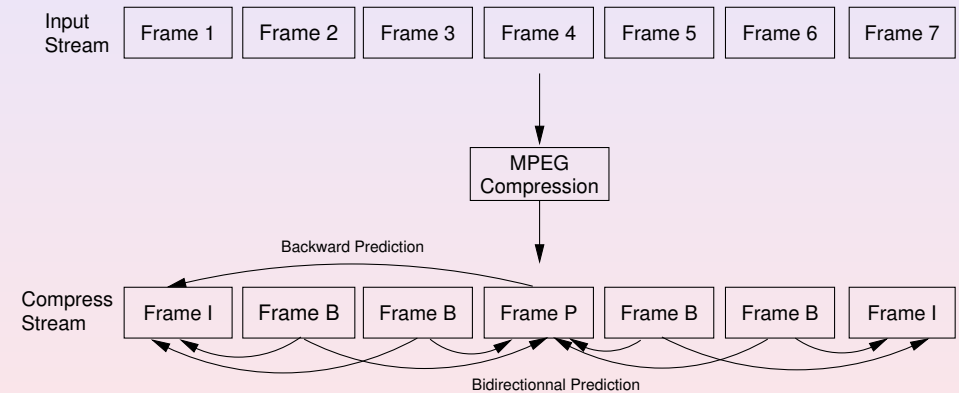 Input
Stream
Frame 1 Frame 2 Frame 3 Frame 4 Frame 5 Frame 6 Frame 7
MPEG
Compression
Backward Prediction
Compress
Stream
Frame I Frame B Frame B Frame P Frame B Frame B Frame I
Bidirectionnal Prediction